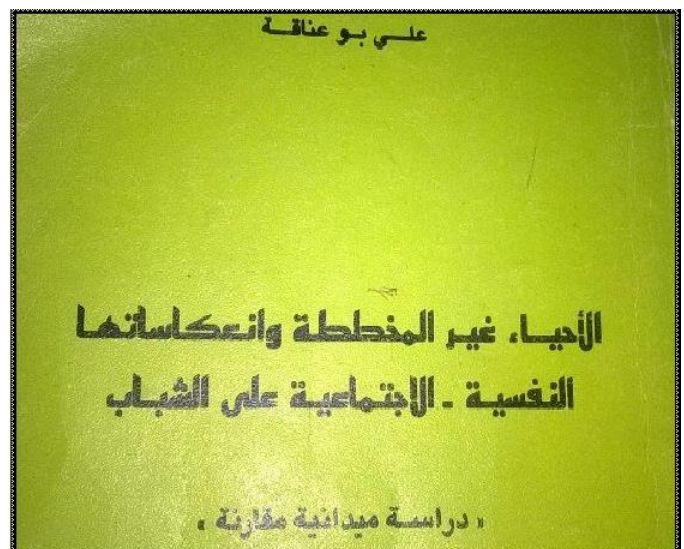 علي بو عناقة
الأحياء غير المخططة وانعكاساتها
النفسية - الاجتماعية على الشباب
« دراسة ميدانية مقارنة »